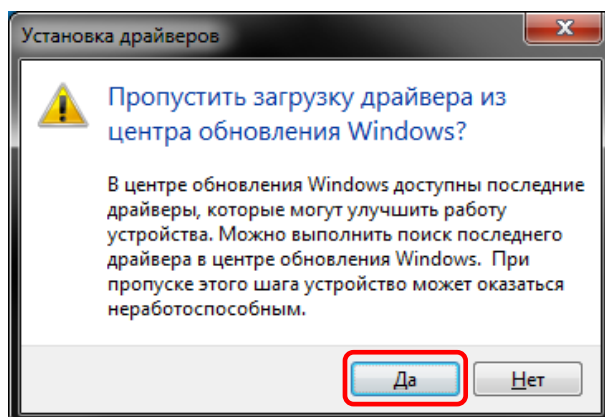 Установка драйверов
Пропустить загрузку драйвера из
центра обновления Windows?
В центре обновления Windows доступны последние
драйверы, которые могут улучшить работу
устройства. Можно выполнить поиск последнего
драйвера в центре обновления Windows. При
пропуске этого шага устройство может оказаться
неработоспособным.
Да
Нет